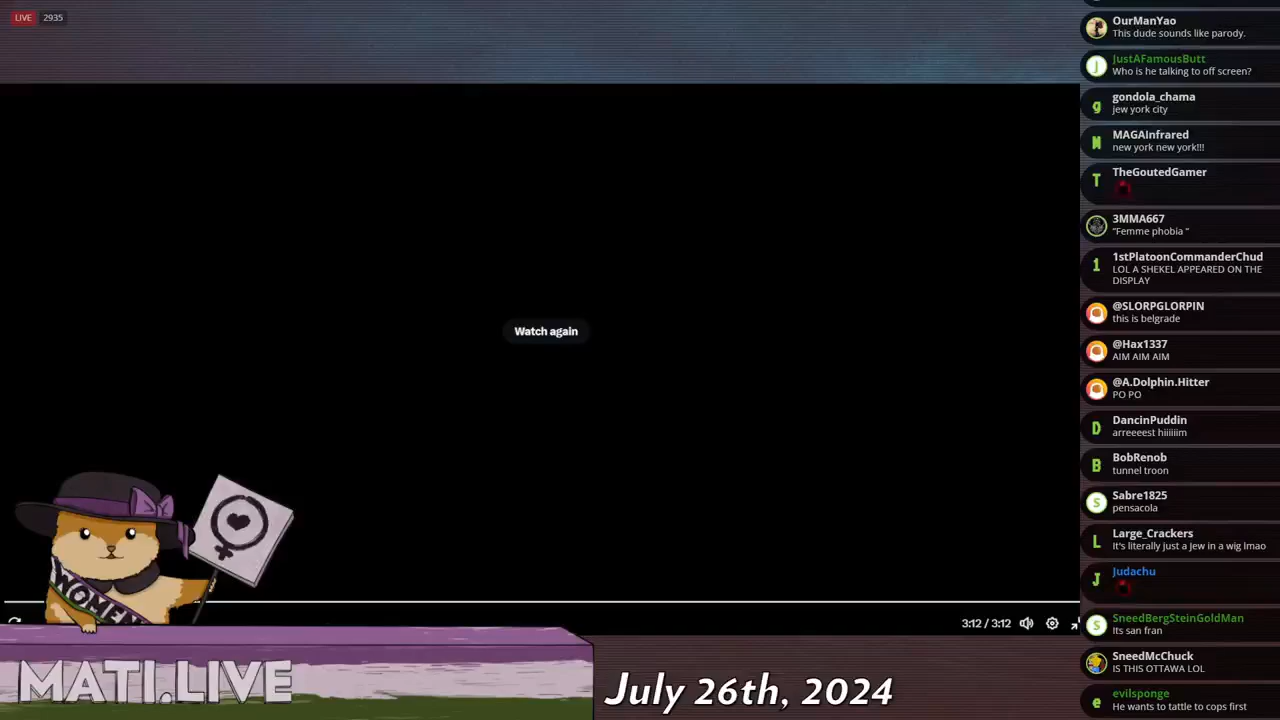 LIVE 2935
Watch again
3:12 / 3:12
WOMEN
MATI.LIVE
July 26th, 2024
OurManYao
This dude sounds like parody.
JustAFamousButt
Who is he talking to off screen?
gondola_chama
jew york city
MAGAInfrared
new york new york!!!
TheGoutedGamer
3MMA667
"Femme phobia "
1stPlatoonCommanderChud
LOL A SHEKEL APPEARED ON THE
DISPLAY
@SLORPGLORPIN
this is belgrade
@Hax1337
AIM AIM AIM
@A.Dolphin.Hitter
PO PO
DancinPuddin
arreeeest hiiiiiim
BobRenob
tunnel troon
Sabre1825
pensacola
Large_Crackers
It's literally just a Jew in a wig lmao
Judachu
SneedBergSteinGoldMan
Its san fran
SneedMcChuck
IS THIS OTTAWA LOL
evilsponge
He wants to tattle to cops first